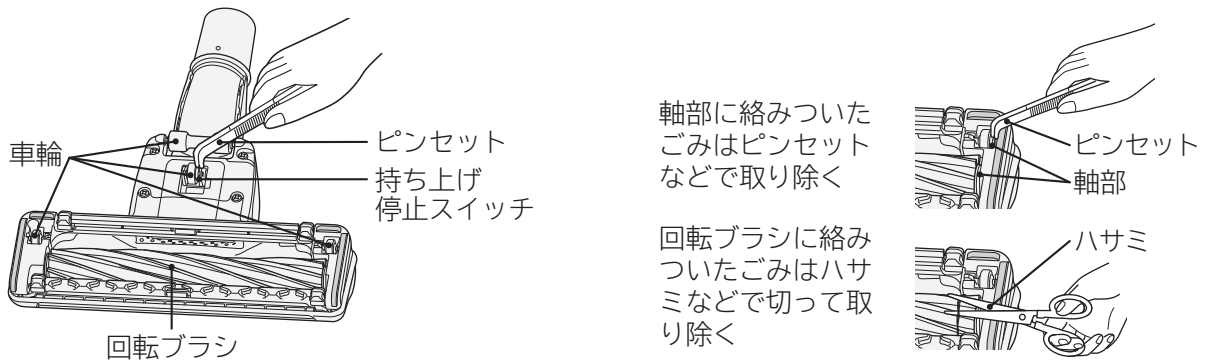 車輪
ピンセット
持ち上げ
停止スイッチ
回転ブラシ
軸部に絡みついた
ごみはピンセット
などで取り除く
ピンセット
軸部
回転ブラシに絡み
ついたごみはハサ
ミなどで切って取
り除く
ハサミ